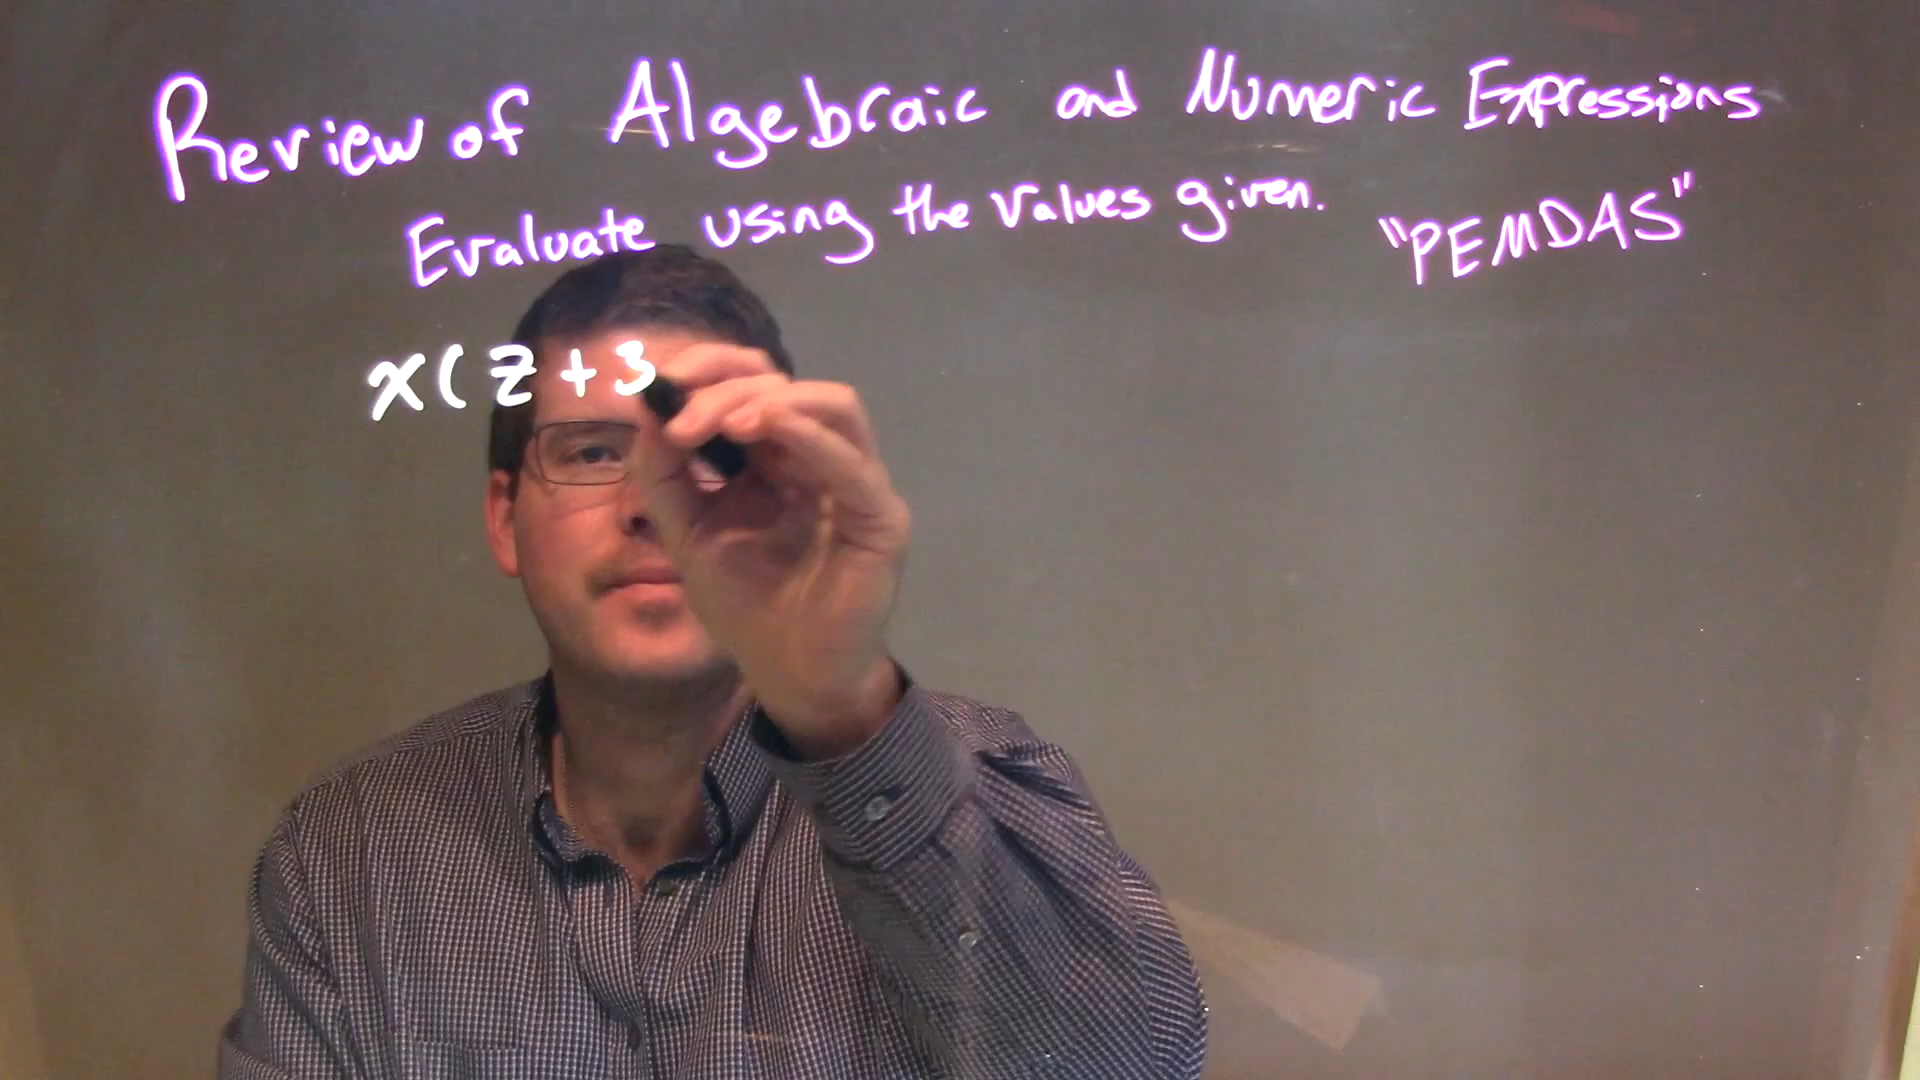 Review of Algebraic and Numeric Expressions
Evaluate using the values given. "PEMDAS"
x(z+3